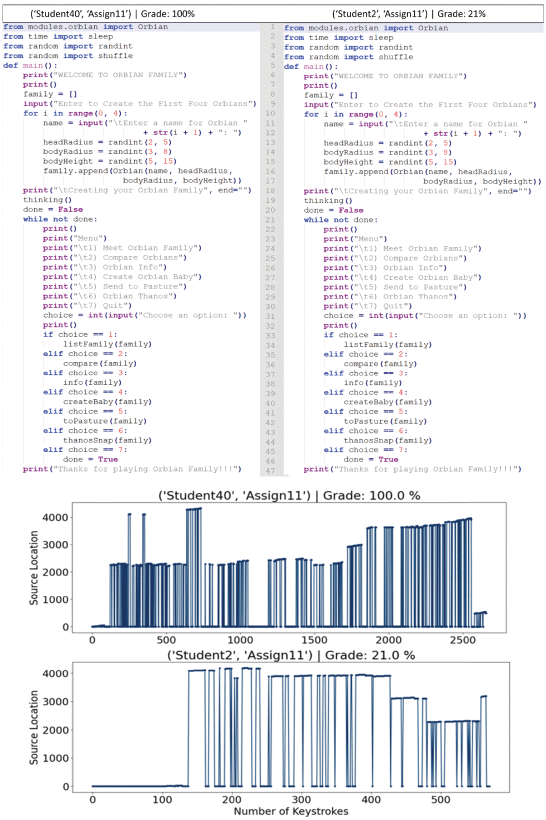 ('Student40', 'Assign11') | Grade: 100%
from modules.orbian import Orbian
from time import sleep
from random import randint
from random import shuffle
def main():
    print("WELCOME TO ORBIAN FAMILY")
    print()
    family = []
    input("Enter to Create the First Four Orbians")
    for i in range(0, 4):
        name = input("\tEnter a name for Orbian "
                        + str(i + 1) + ": ")
        headRadius = randint(2, 5)
        bodyRadius = randint(3, 8)
        bodyHeight = randint(5, 15)
        family.append(Orbian(name, headRadius,
                        bodyRadius, bodyHeight))
    print("\tCreating your Orbian Family", end="")
    thinking()
    done = False
    while not done:
        print()
        print("Menu")
        print("\t1) Meet Orbian Family")
        print("\t2) Compare Orbians")
        print("\t3) Orbian Info")
        print("\t4) Create Orbian Baby")
        print("\t5) Send to Pasture")
        print("\t6) Orbian Thanos")
        print("\t7) Quit")
        choice = int(input("Choose an option: "))
        print()
        if choice == 1:
            listFamily(family)
        elif choice == 2:
            compare(family)
        elif choice == 3:
            info(family)
        elif choice == 4:
            createBaby(family)
        elif choice == 5:
            toPasture(family)
        elif choice == 6:
            thanosSnap(family)
        elif choice == 7:
            done = True
    print("Thanks for playing Orbian Family!!!")
1
2
3
4
5
6
7
8
9
10
11
12
13
14
15
16
17
18
19
20
21
22
23
24
25
26
27
28
29
30
31
32
33
34
35
36
37
38
39
40
41
42
43
44
45
46
47
('Student2', 'Assign11') | Grade: 21%
from modules.orbian import Orbian
from time import sleep
from random import randint
from random import shuffle
def main():
    print("WELCOME TO ORBIAN FAMILY")
    print()
    family = []
    input("Enter to Create the First Four Orbians")
    for i in range(0, 4):
        name = input("\tEnter a name for Orbian "
                        + str(i + 1) + ": ")
        headRadius = randint(2, 5)
        bodyRadius = randint(3, 8)
        bodyHeight = randint(5, 15)
        family.append(Orbian(name, headRadius,
                        bodyRadius, bodyHeight))
    print("\tCreating your Orbian Family", end="")
    thinking()
    done = False
    while not done:
        print()
        print("Menu")
        print("\t1) Meet Orbian Family")
        print("\t2) Compare Orbians")
        print("\t3) Orbian Info")
        print("\t4) Create Orbian Baby")
        print("\t5) Send to Pasture")
        print("\t6) Orbian Thanos")
        print("\t7) Quit")
        choice = int(input("Choose an option: "))
        print()
        if choice == 1:
            listFamily(family)
        elif choice == 2:
            compare(family)
        elif choice == 3:
            info(family)
        elif choice == 4:
            createBaby(family)
        elif choice == 5:
            toPasture(family)
        elif choice == 6:
            thanosSnap(family)
        elif choice == 7:
            done = True
    print("Thanks for playing Orbian Family!!!")
('Student40', 'Assign11') | Grade: 100.0 %
Source Location
4000
3000
2000
1000
0
0 500 1000 1500 2000 2500
('Student2', 'Assign11') | Grade: 21.0 %
Source Location
4000
3000
2000
1000
0
0 100 200 300 400 500
Number of Keystrokes